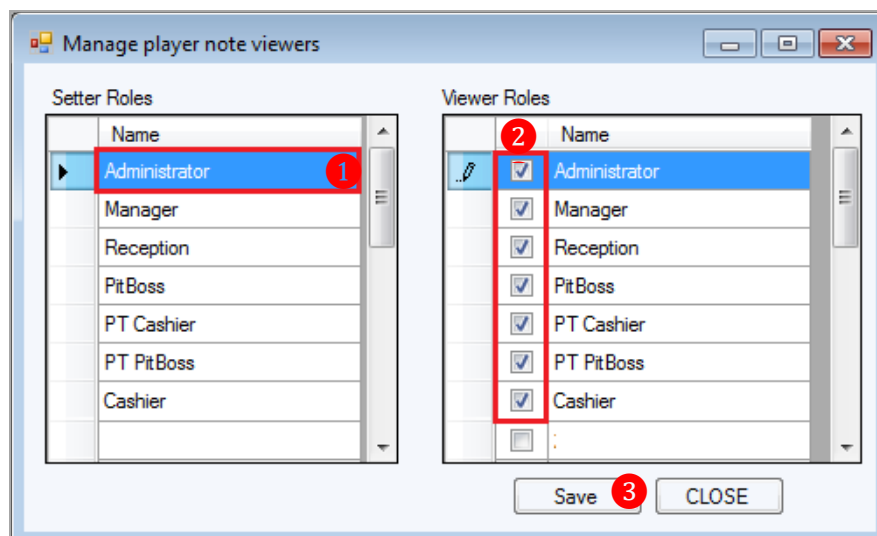 Manage player note viewers
Setter Roles
Name
Administrator 1
Manager
Reception
PitBoss
PT Cashier
PT PitBoss
Cashier
Viewer Roles
2 Name
Administrator
Manager
Reception
PitBoss
PT Cashier
PT PitBoss
Cashier
:
Save 3 CLOSE